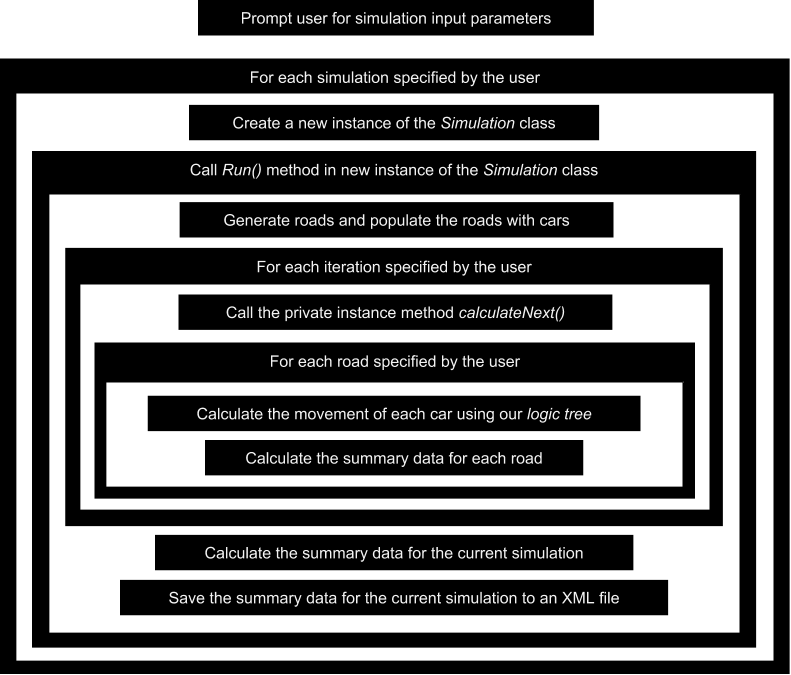 Prompt user for simulation input parameters
For each simulation specified by the user
Create a new instance of the Simulation class
Call Run() method in new instance of the Simulation class
Generate roads and populate the roads with cars
For each iteration specified by the user
Call the private instance method calculateNext()
For each road specified by the user
Calculate the movement of each car using our logic tree
Calculate the summary data for each road
Calculate the summary data for the current simulation
Save the summary data for the current simulation to an XML file